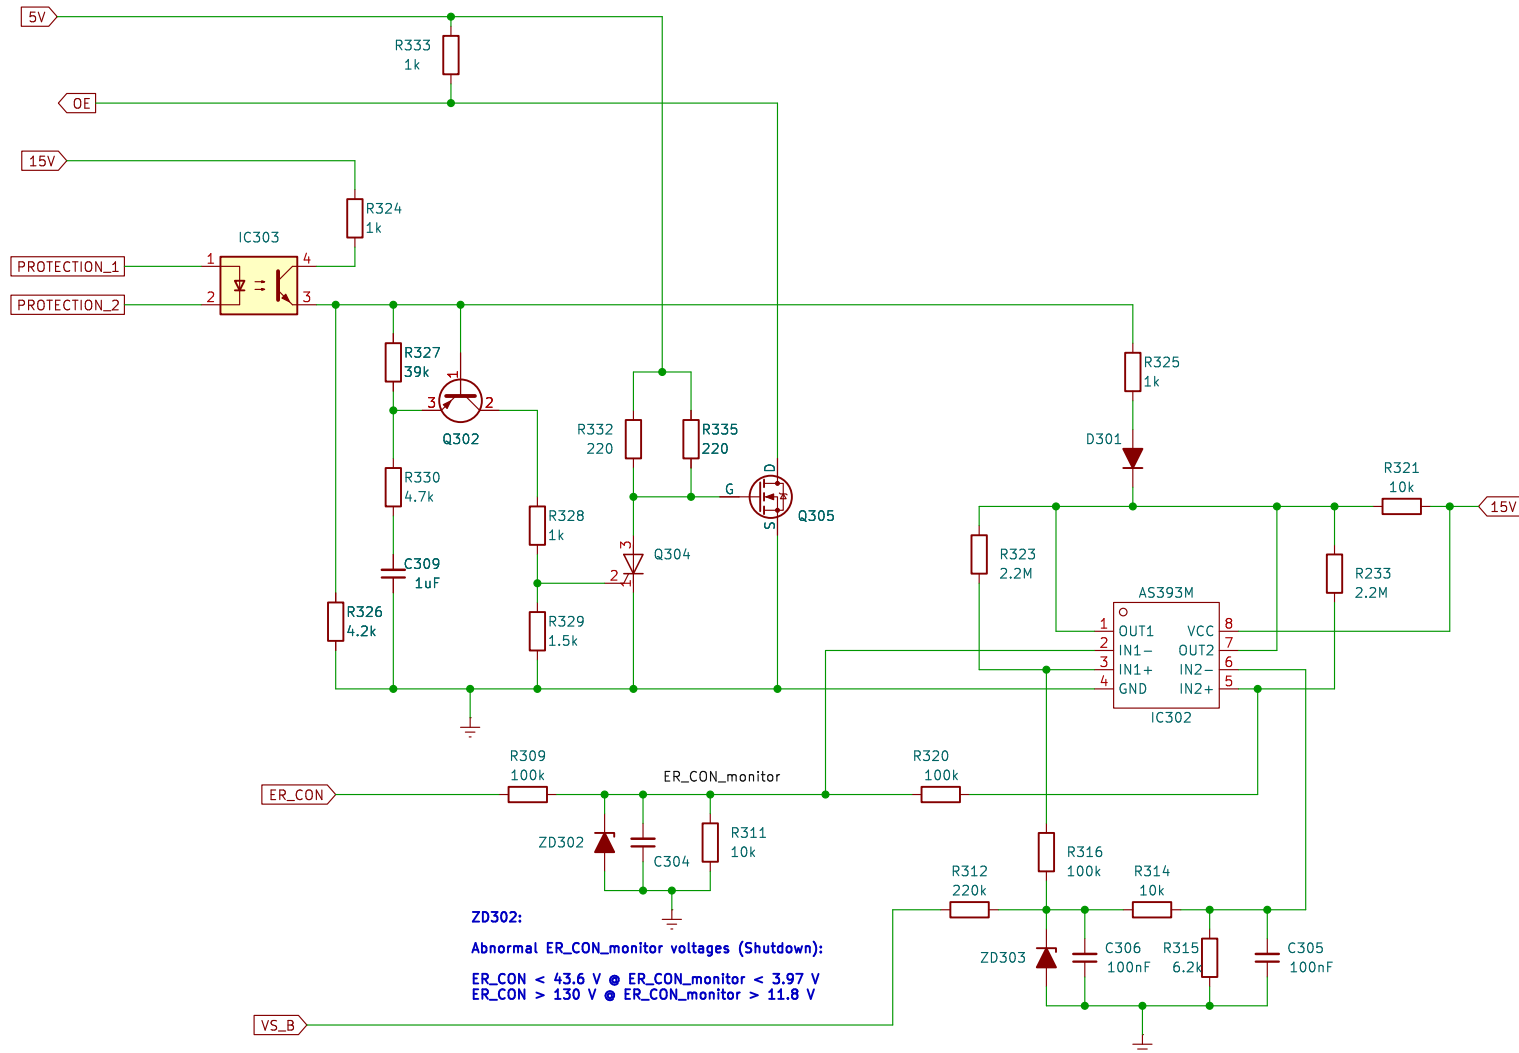 5V
R333
1k
OE
15V
R324
1k
IC303
PROTECTION_1
1
4
PROTECTION_2
2
3
R327
39k
1
3
2
Q302
R325
1k
R332
220
R335
220
D301
D
G
S
Q305
R330
4.7k
R321
10k
15V
R328
1k
3
Q304
2
1
C309
1uF
R323
2.2M
R233
2.2M
AS393M
R326
4.2k
R329
1.5k
1 OUT1 VCC 8
2 IN1- OUT2 7
3 IN1+ IN2- 6
4 GND IN2+ 5
IC302
R309
100k
ER_CON_monitor
R320
100k
ER_CON
ZD302
C304
R311
10k
R316
100k
R312
220k
R314
10k
ZD302:
Abnormal ER_CON_monitor voltages (Shutdown):
ER_CON < 43.6 V @ ER_CON_monitor < 3.97 V
ER_CON > 130 V @ ER_CON_monitor > 11.8 V
ZD303
C306
100nF
R315
6.2k
C305
100nF
VS_B